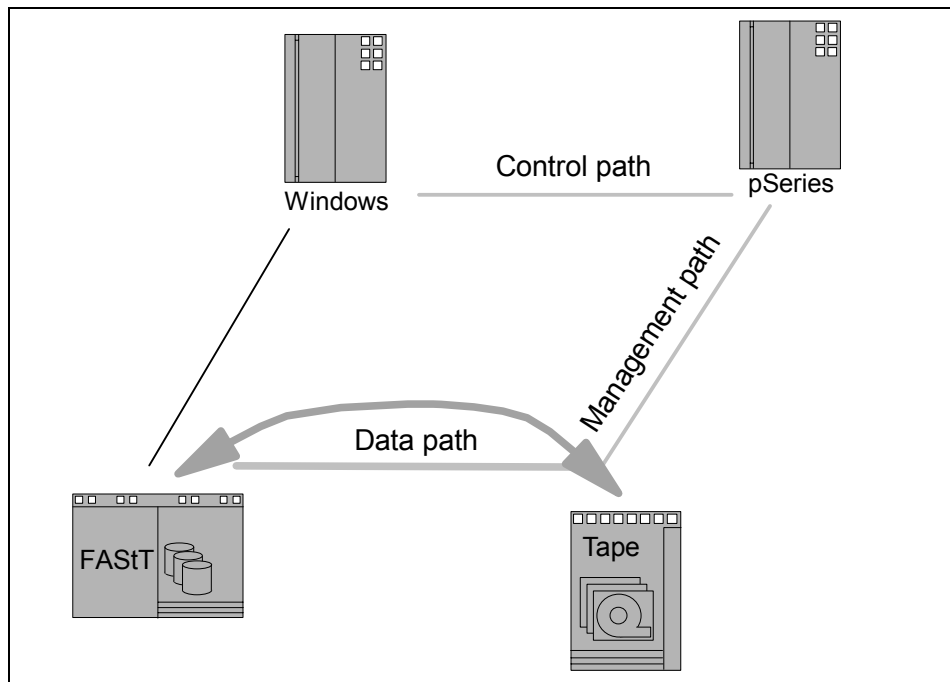 Windows
pSeries
Control path
Management path
Data path
FAStT
Tape